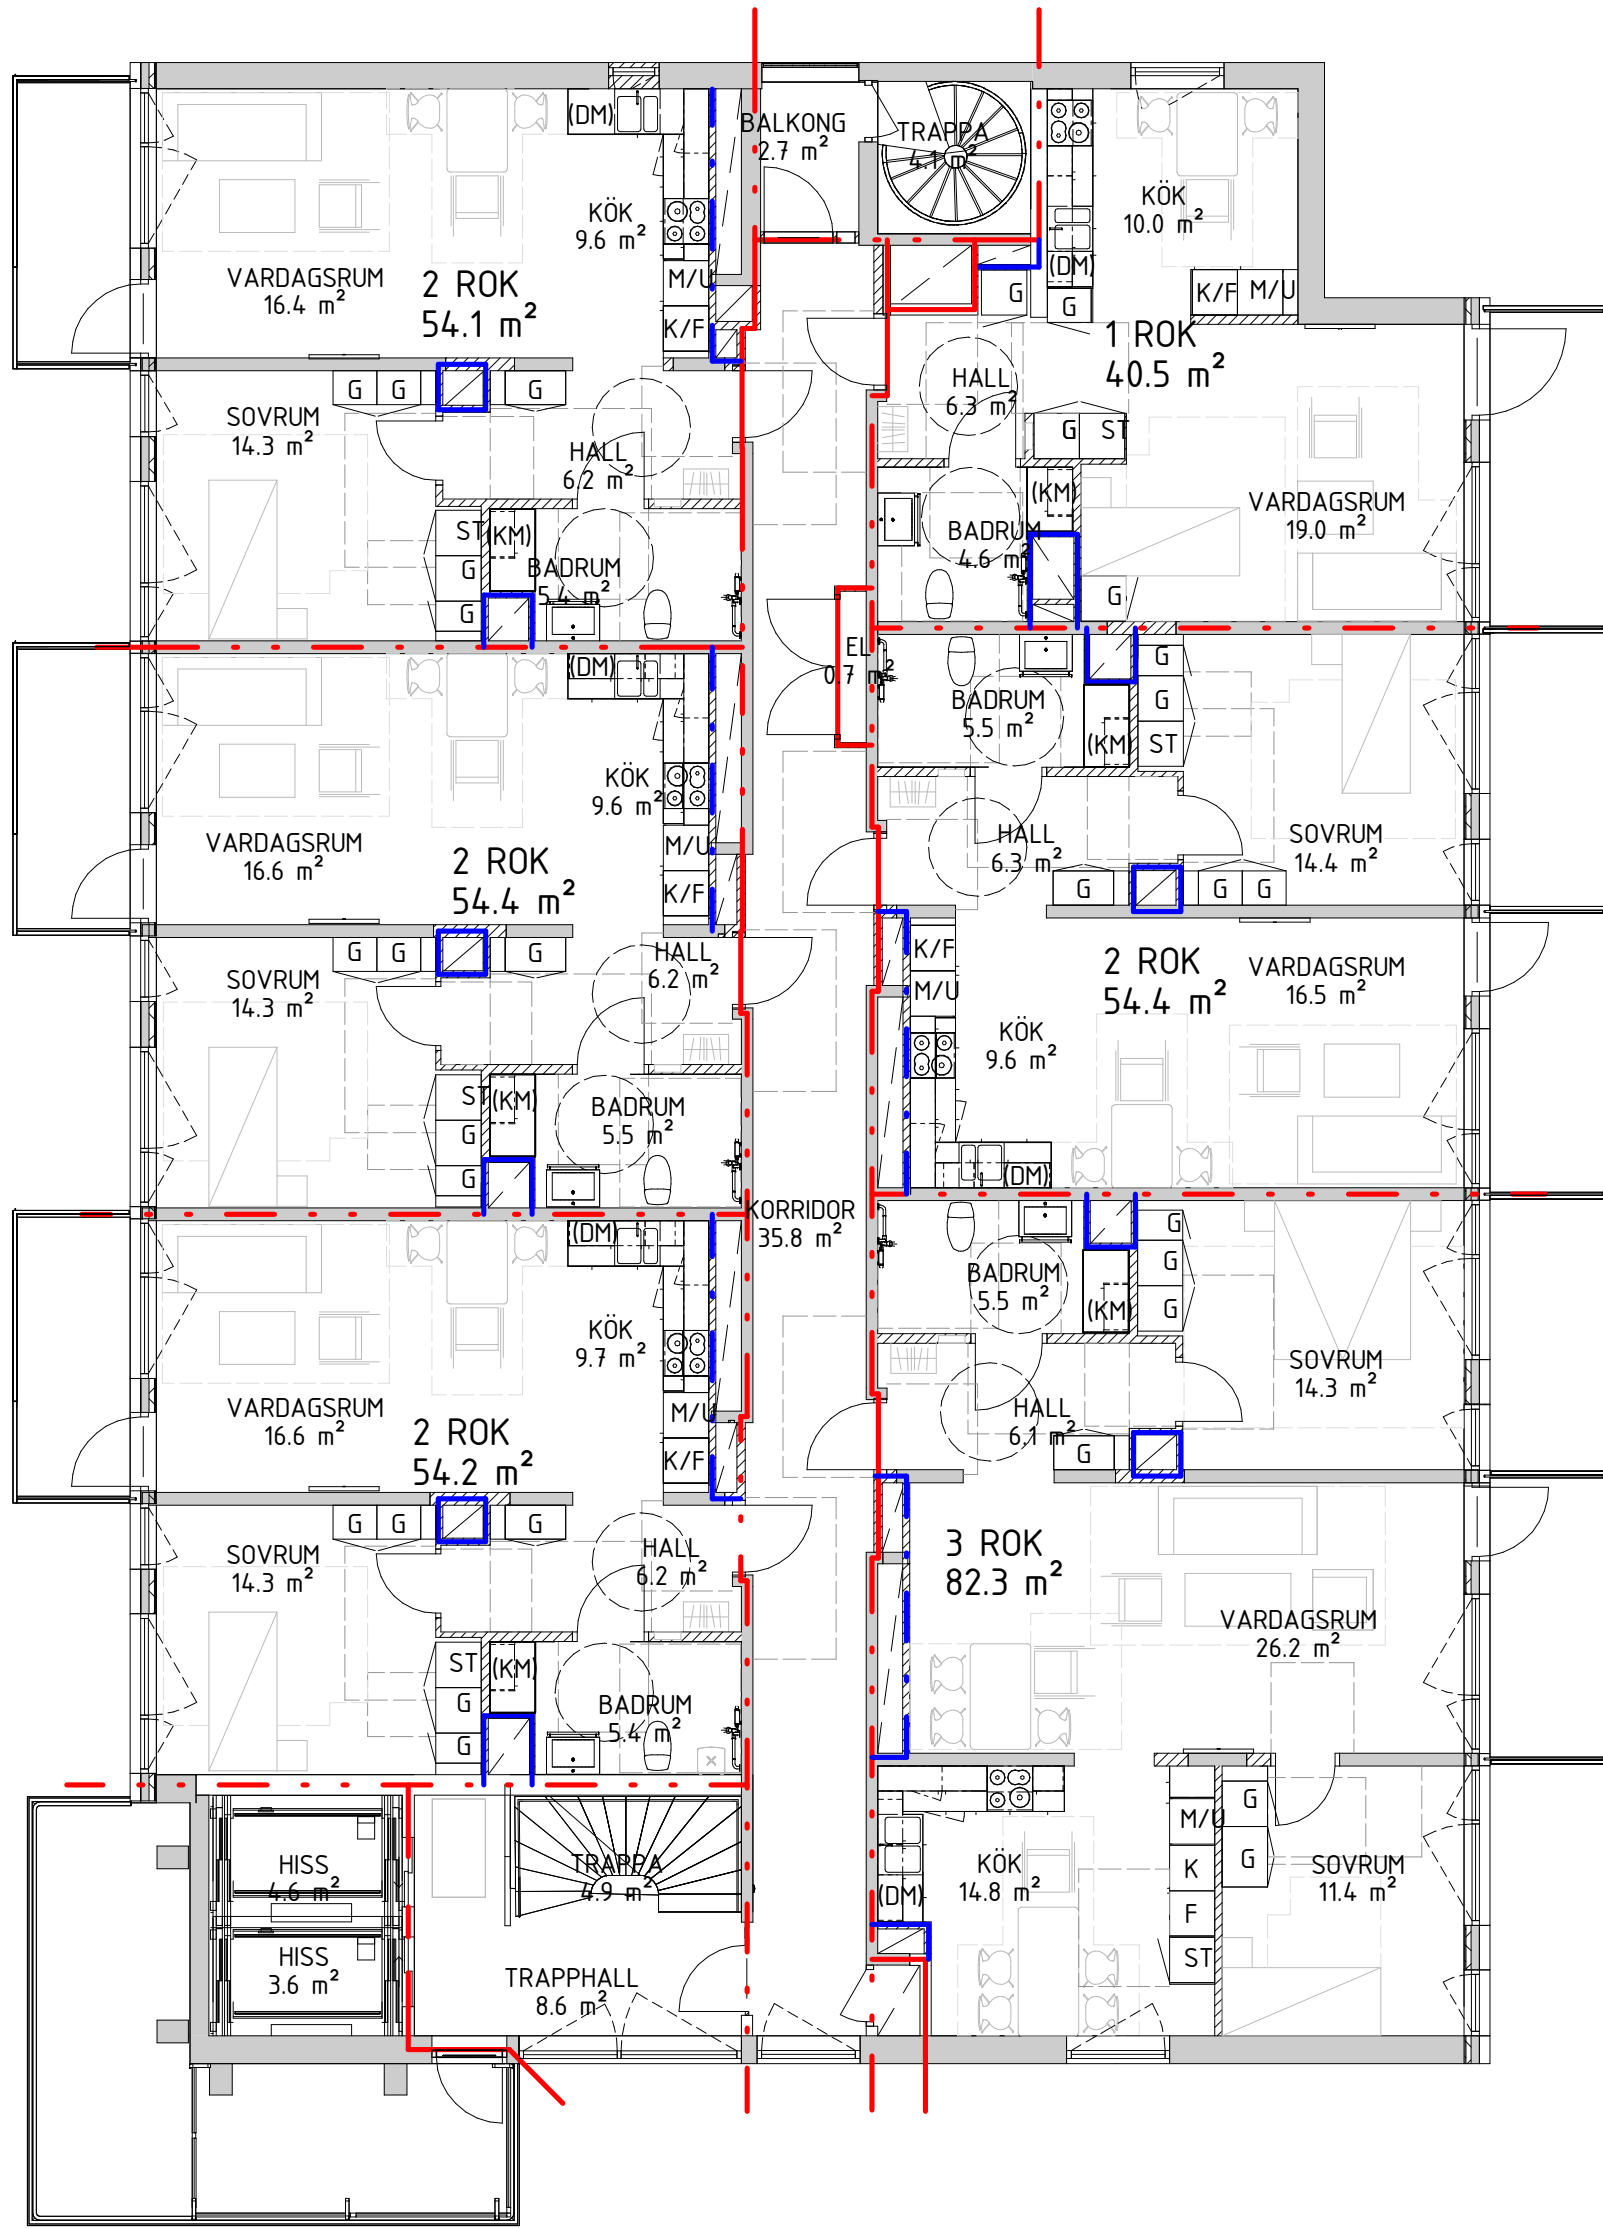 BALKONG
2.7 m²
TRAPPA
4.1 m²
(DM)
KÖK
9.6 m²
M/U
K/F
VARDAGSRUM
16.4 m²
2 ROK
54.1 m²
KÖK
10.0 m²
(DM)
G
G
K/F
M/U
1 ROK
40.5 m²
G
G
G
SOVRUM
14.3 m²
HALL
6.2 m²
ST
(KM)
G
G
BADRUM
5.4 m²
HALL
6.3 m²
G
ST
(KM)
BADRUM
4.6 m²
G
VARDAGSRUM
19.0 m²
EL
0.7 m²
(DM)
KÖK
9.6 m²
M/U
K/F
VARDAGSRUM
16.6 m²
2 ROK
54.4 m²
BADRUM
5.5 m²
(KM)
G
G
ST
HALL
6.3 m²
SOVRUM
14.4 m²
G
G
G
G
G
G
SOVRUM
14.3 m²
HALL
6.2 m²
ST
(KM)
G
G
BADRUM
5.5 m²
K/F
M/U
KÖK
9.6 m²
(DM)
2 ROK
54.4 m²
VARDAGSRUM
16.5 m²
KORRIDOR
35.8 m²
(DM)
KÖK
9.7 m²
M/U
K/F
VARDAGSRUM
16.6 m²
2 ROK
54.2 m²
BADRUM
5.5 m²
(KM)
G
G
G
HALL
6.1 m²
G
SOVRUM
14.3 m²
G
G
G
SOVRUM
14.3 m²
HALL
6.2 m²
ST
(KM)
G
G
BADRUM
5.4 m²
3 ROK
82.3 m²
VARDAGSRUM
26.2 m²
HISS
4.6 m²
HISS
3.6 m²
TRAPPA
4.9 m²
TRAPPHALL
8.6 m²
(DM)
KÖK
14.8 m²
M/U
K
F
ST
G
G
SOVRUM
11.4 m²